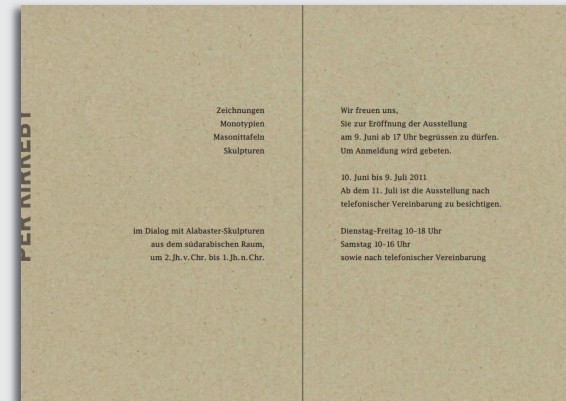 PER KIRKEBY
Zeichnungen
Monotypien
Masonittafeln
Skulpturen
im Dialog mit Alabaster-Skulpturen
aus dem südarabischen Raum,
um 2. Jh. v. Chr. bis 1. Jh. n. Chr.
Wir freuen uns,
Sie zur Eröffnung der Ausstellung
am 9. Juni ab 17 Uhr begrüssen zu dürfen.
Um Anmeldung wird gebeten.
10. Juni bis 9. Juli 2011
Ab dem 11. Juli ist die Ausstellung nach
telefonischer Vereinbarung zu besichtigen.
Dienstag–Freitag 10–18 Uhr
Samstag 10–16 Uhr
sowie nach telefonischer Vereinbarung